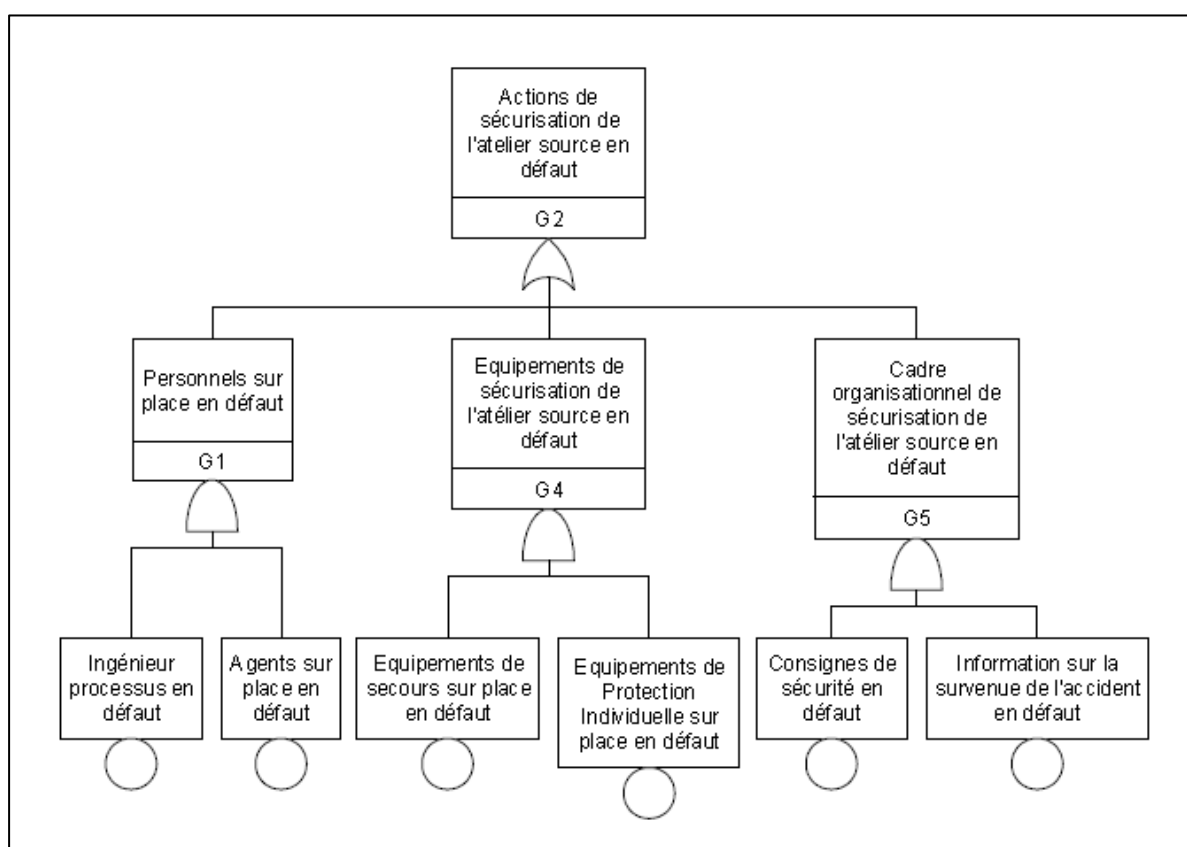 Actions de
sécurisation de
l'atelier source en
défaut
G2
Personnels sur
place en défaut
G1
Equipements de
sécurisation de
l'atélier source en
défaut
G4
Cadre
organisationnel de
sécurisation de
l'atélier source en
défaut
G5
Ingénieur
processus en
défaut
Agents sur
place en
défaut
Equipements de
secours sur place
en défaut
Equipements de
Protection
Individuelle sur
place en défaut
Consignes de
sécurité en
défaut
Information sur la
survenue de l'accident
en défaut